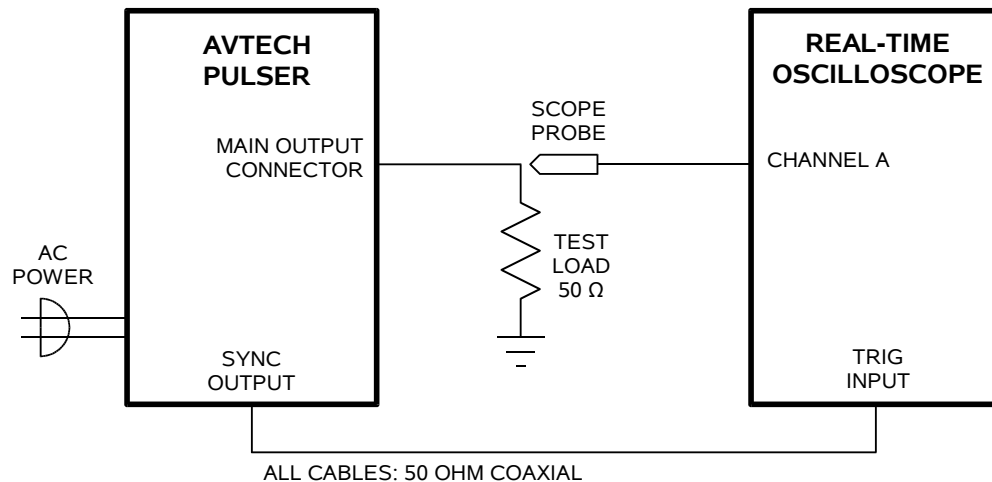 AVTECH
PULSER
MAIN OUTPUT
CONNECTOR
AC
POWER
SYNC
OUTPUT
SCOPE
PROBE
TEST
LOAD
50 Ω
REAL-TIME
OSCILLOSCOPE
CHANNEL A
TRIG
INPUT
ALL CABLES: 50 OHM COAXIAL